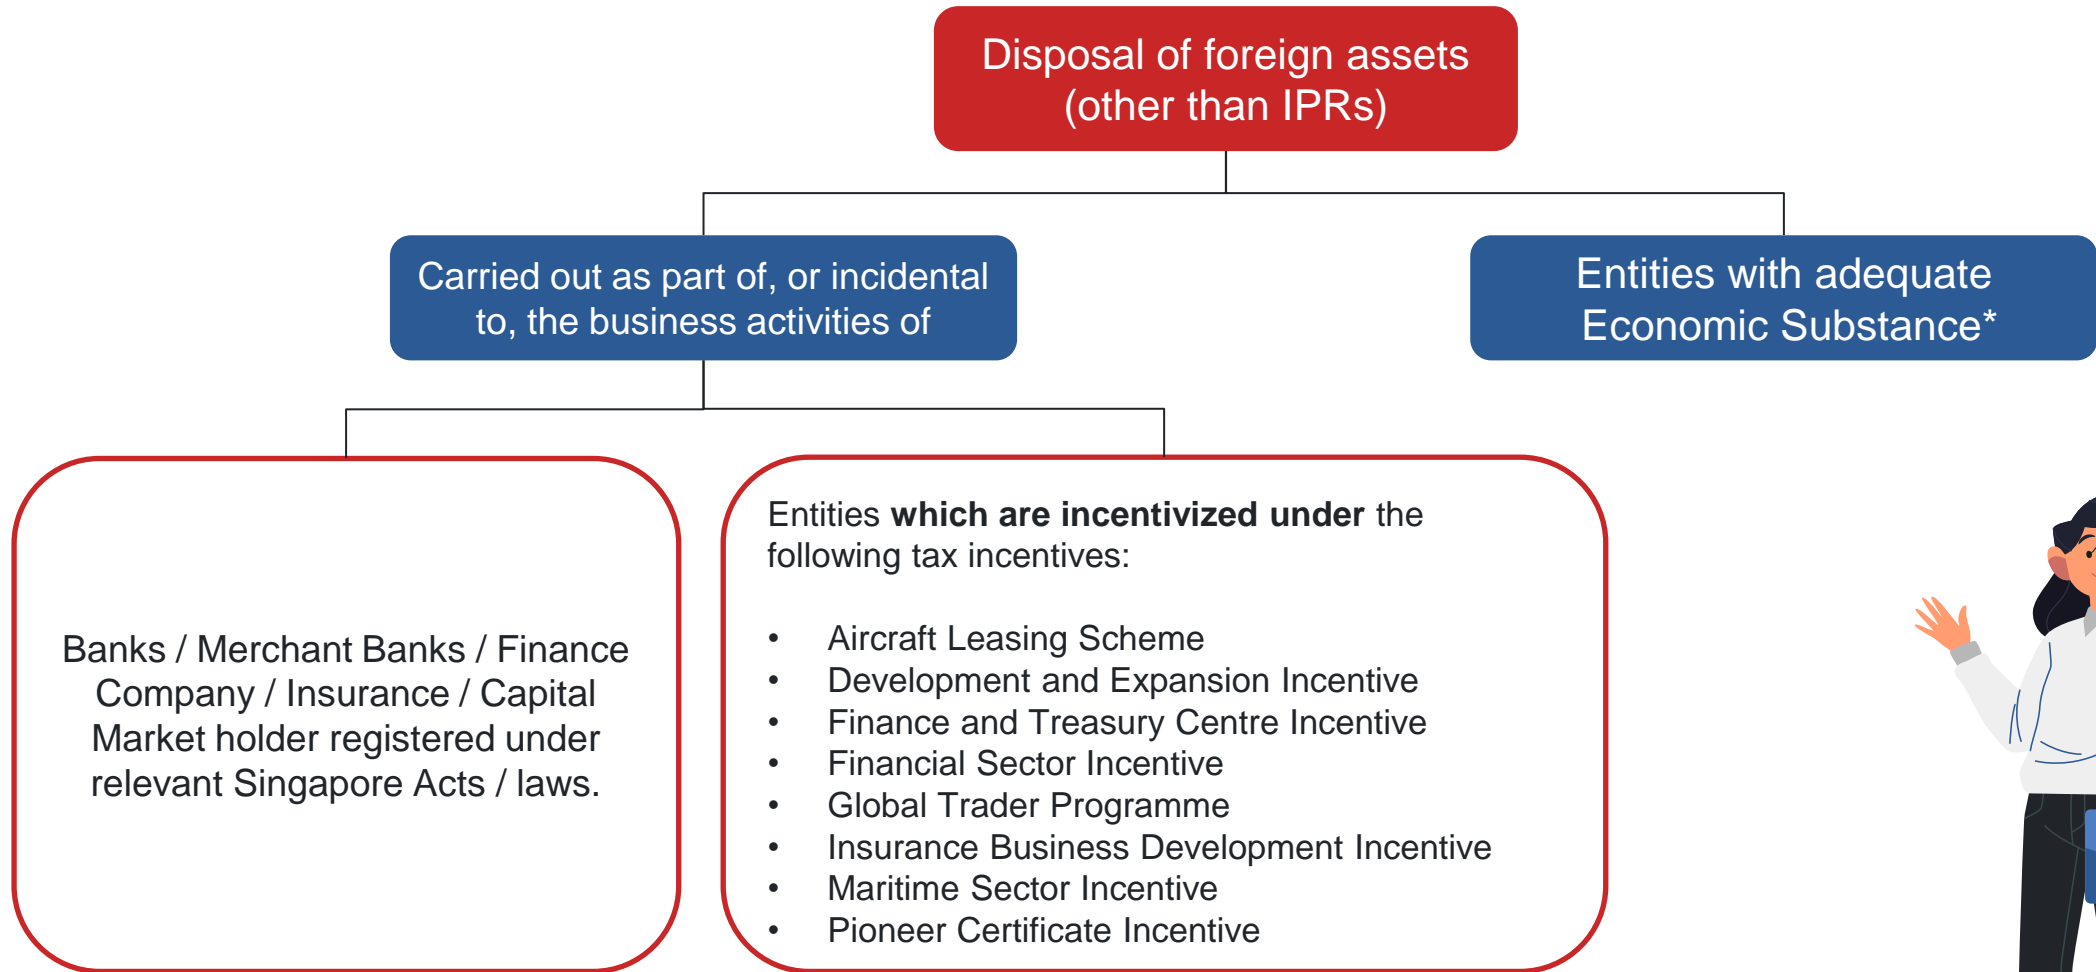 Disposal of foreign assets
(other than IPRs)
Carried out as part of, or incidental
to, the business activities of
Entities with adequate
Economic Substance*
Banks / Merchant Banks / Finance
Company / Insurance / Capital
Market holder registered under
relevant Singapore Acts / laws.
Entities which are incentivized under the
following tax incentives:
• Aircraft Leasing Scheme
• Development and Expansion Incentive
• Finance and Treasury Centre Incentive
• Financial Sector Incentive
• Global Trader Programme
• Insurance Business Development Incentive
• Maritime Sector Incentive
• Pioneer Certificate Incentive